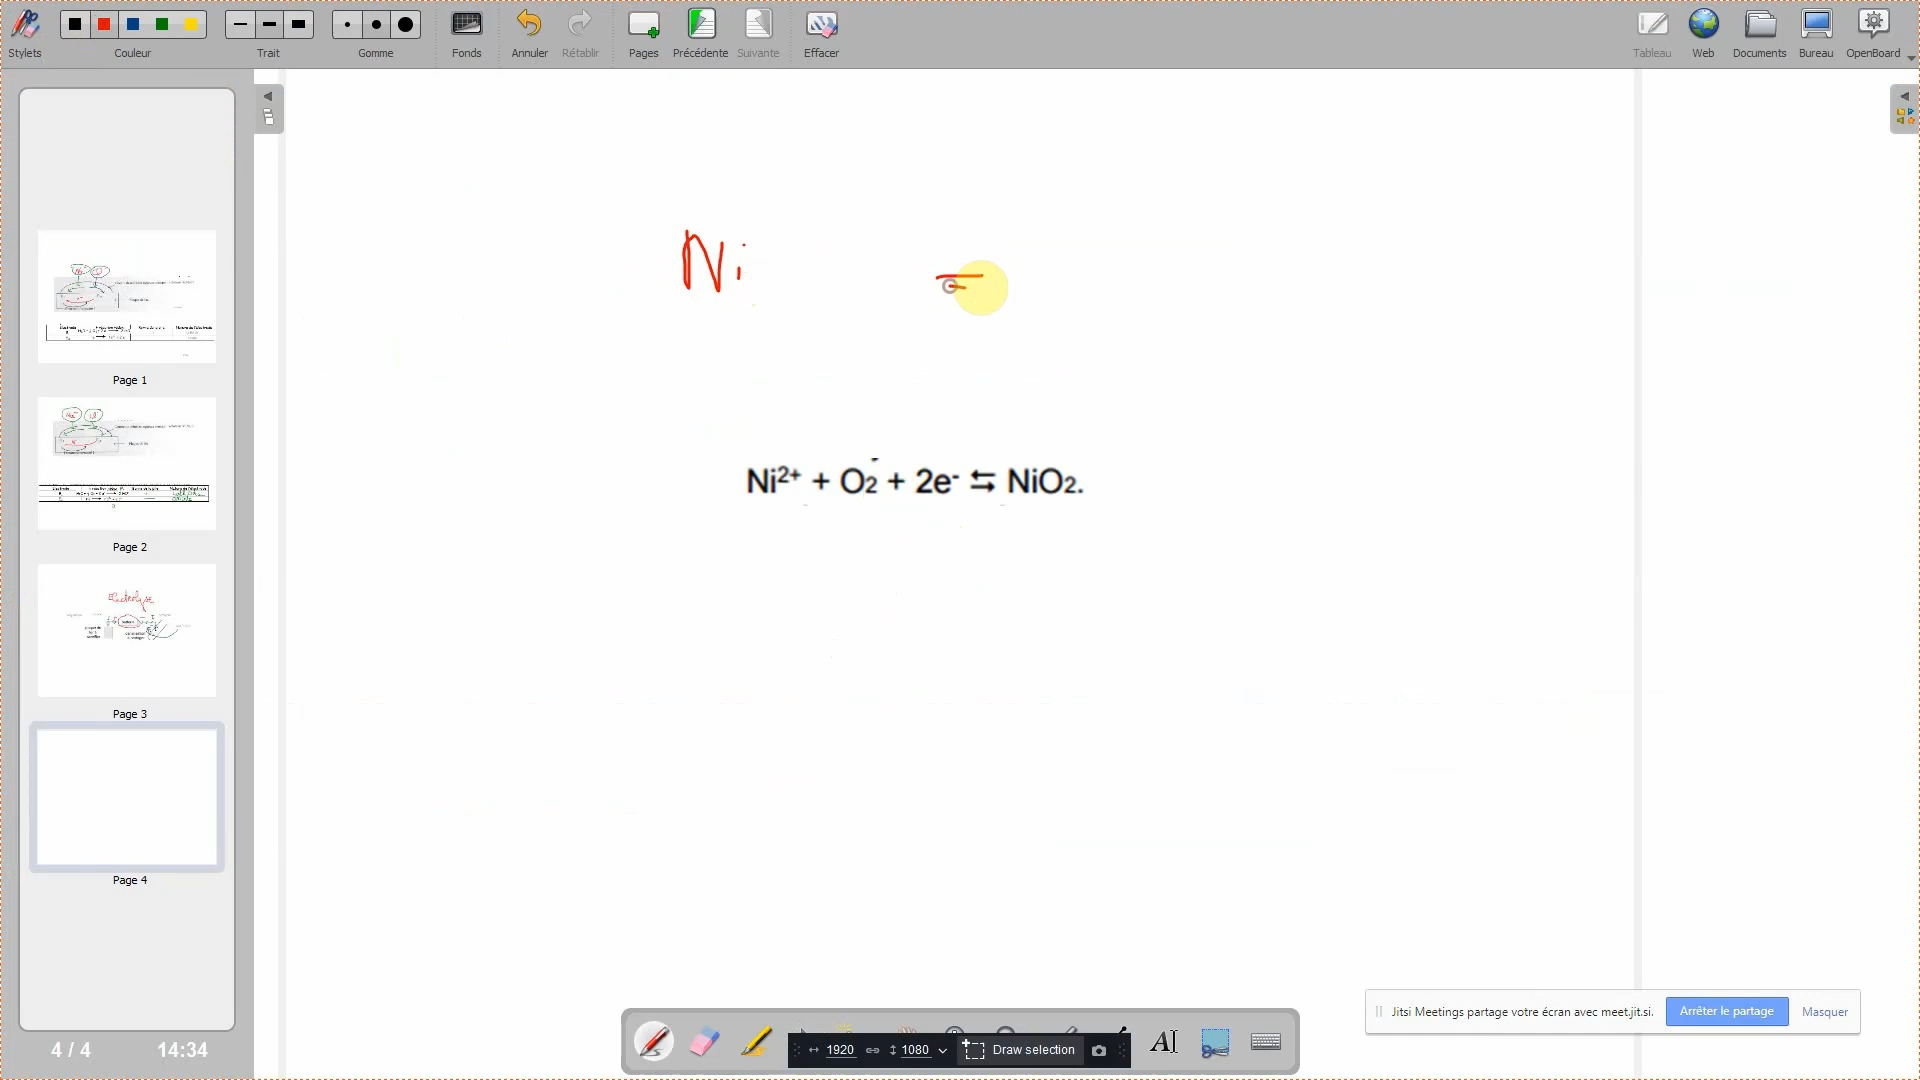 Stylets
Couleur
Trait
Gomme
Fonds
Annuler
Rétablir
Pages
Précédente
Suivante
Effacer
Tableau
Web
Documents
Bureau
OpenBoard
Page 1
Page 2
Electrolyse
Page 3
Page 4
4 / 4 14:34
Ni =
Ni²⁺ + O₂ + 2e⁻ ⇆ NiO₂.
Jitsi Meetings partage votre écran avec meet.jit.si. Arrêter le partage Masquer
1920 1080 Draw selection